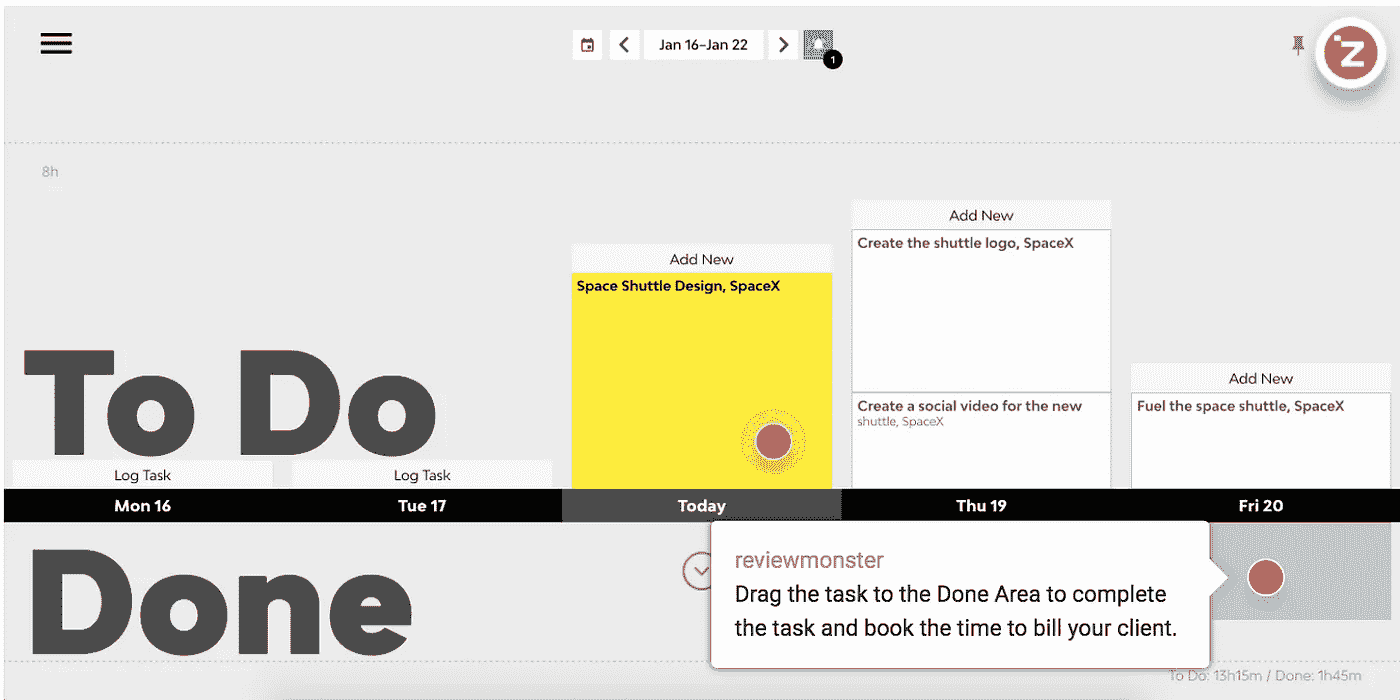 Jan 16–Jan 22
1
Z
8h
Add New
Create the shuttle logo, SpaceX
Add New
Space Shuttle Design, SpaceX
To Do
Add New
Create a social video for the new
shuttle, SpaceX
Fuel the space shuttle, SpaceX
Log Task
Log Task
Mon 16
Tue 17
Today
Thu 19
Fri 20
Done
reviewmonster
Drag the task to the Done Area to complete
the task and book the time to bill your client.
To Do: 13h15m / Done: 1h45m